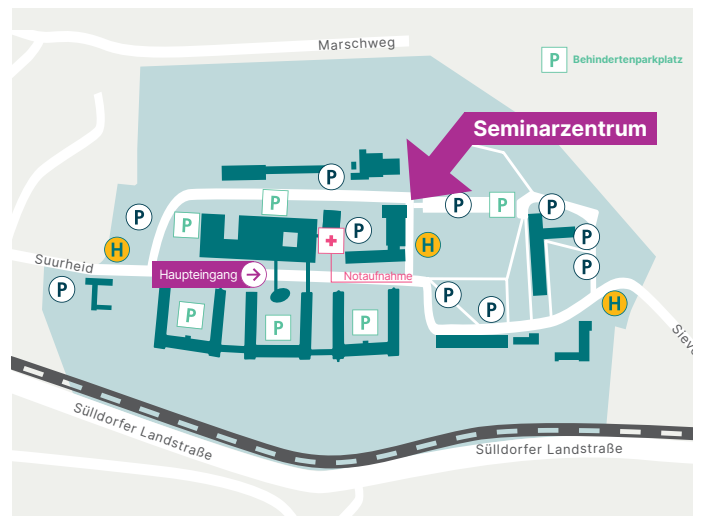 Marschweg
P Behindertenparkplatz
Seminarzentrum
P
P
P
P
P
P
P
P
P
P
H
H
Suurheid
Haupteingang
Notaufnahme
P
P
P
H
P
P
P
P
Sülldorfer Landstraße
Sülldorfer Landstraße